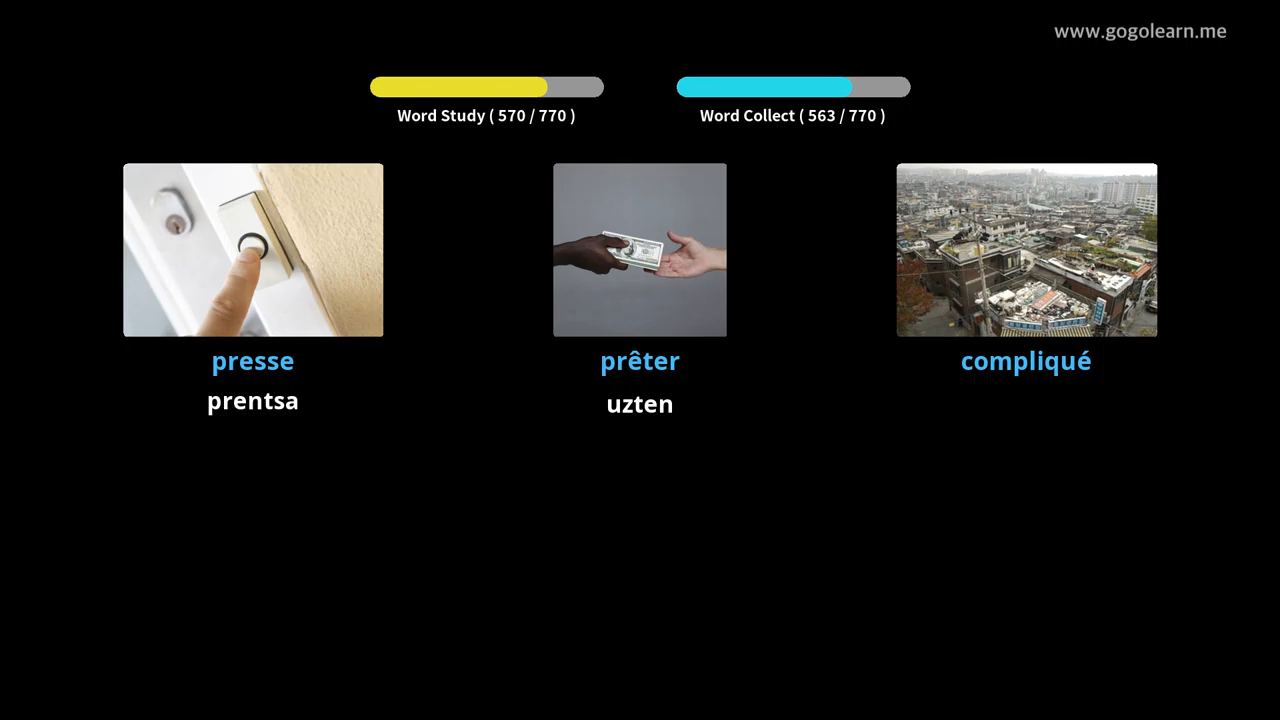 www.gogolearn.me
Word Study ( 570 / 770 )
Word Collect ( 563 / 770 )
presse
prêter
compliqué
prentsa
uzten